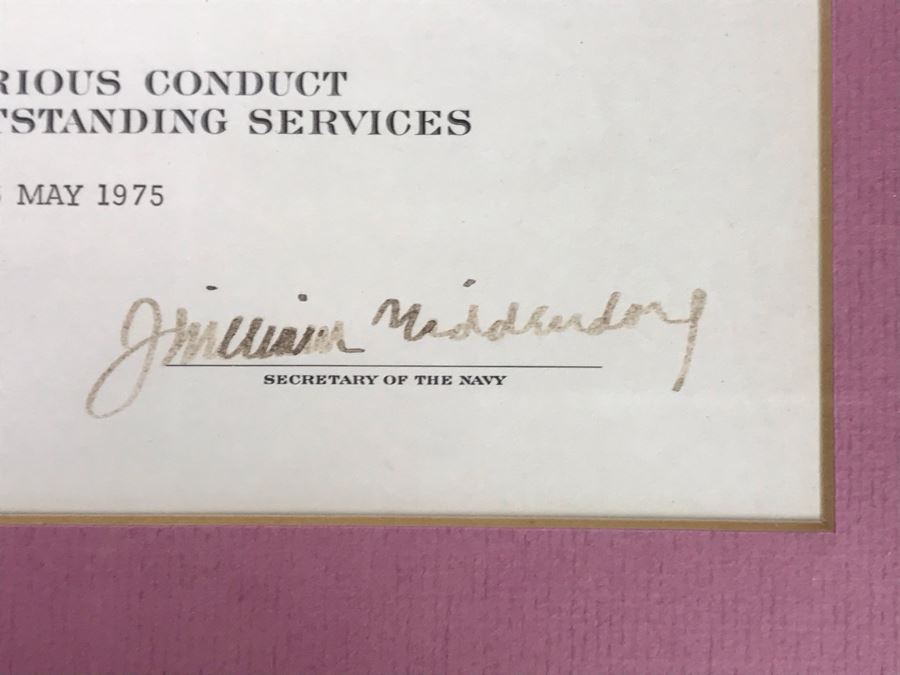 RIOUS CONDUCT
TSTANDING SERVICES
MAY 1975
J William Middendorf
SECRETARY OF THE NAVY